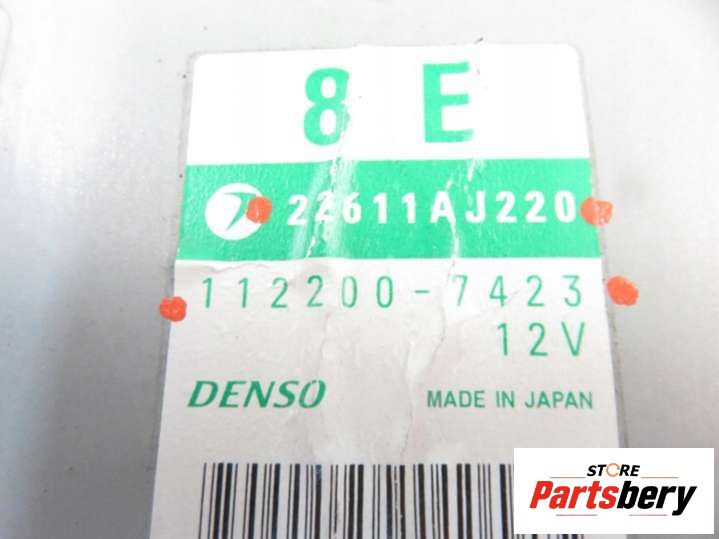 8 E
22611AJ220
112200-7423
12V
DENSO
MADE IN JAPAN
STORE
Partsbery